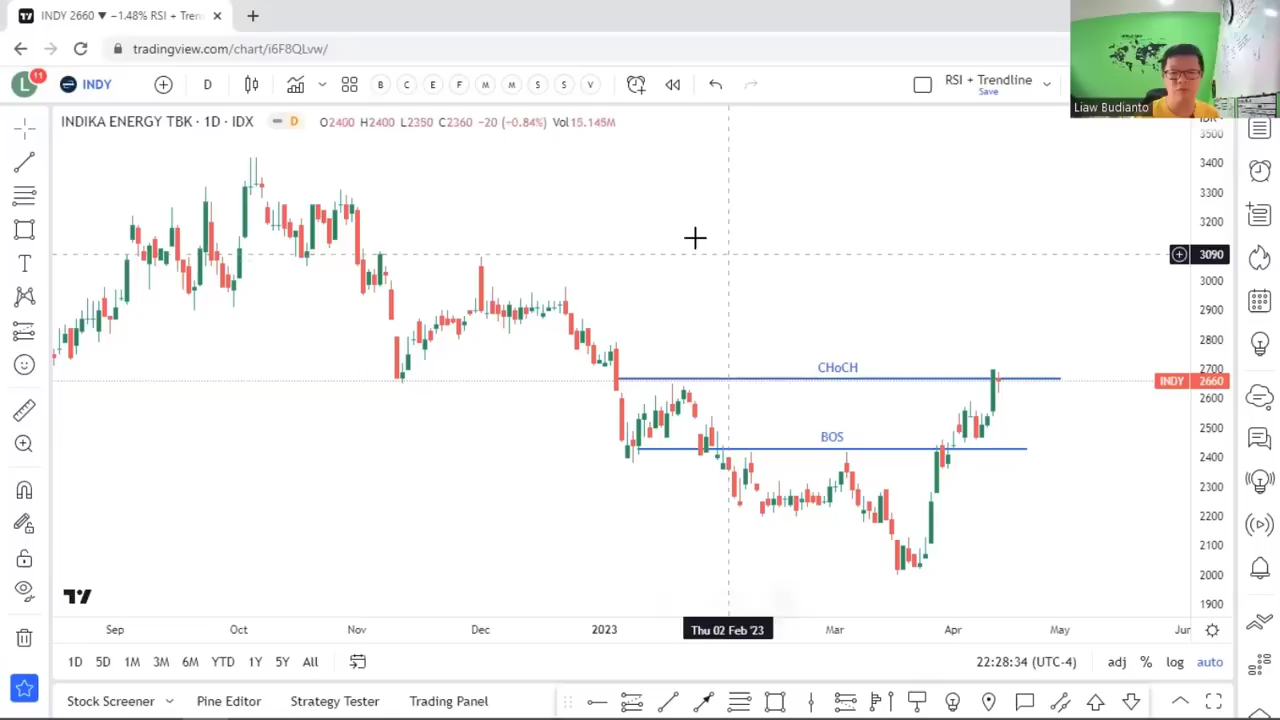 INDY 2660 ▼ −1.48% RSI + Tren
tradingview.com/chart/i6F8QLvw/
L 11 INDY D B C E F M M S S V RSI + Trendline
Save
Liaw Budianto
INDIKA ENERGY TBK · 1D · IDX D O2400 L2350 C2360 −20 (−0.84%) Vol15.145M
3500
3400
3300
3200
3090
3000
2900
2800
2700
CHoCH
INDY 2660
2600
2500
BOS
2400
2300
2200
2100
2000
1900
Sep Oct Nov Dec 2023 Thu 02 Feb '23 Mar Apr May Jun
1D 5D 1M 3M 6M YTD 1Y 5Y All 22:28:34 (UTC-4) adj % log auto
Stock Screener Pine Editor Strategy Tester Trading Panel